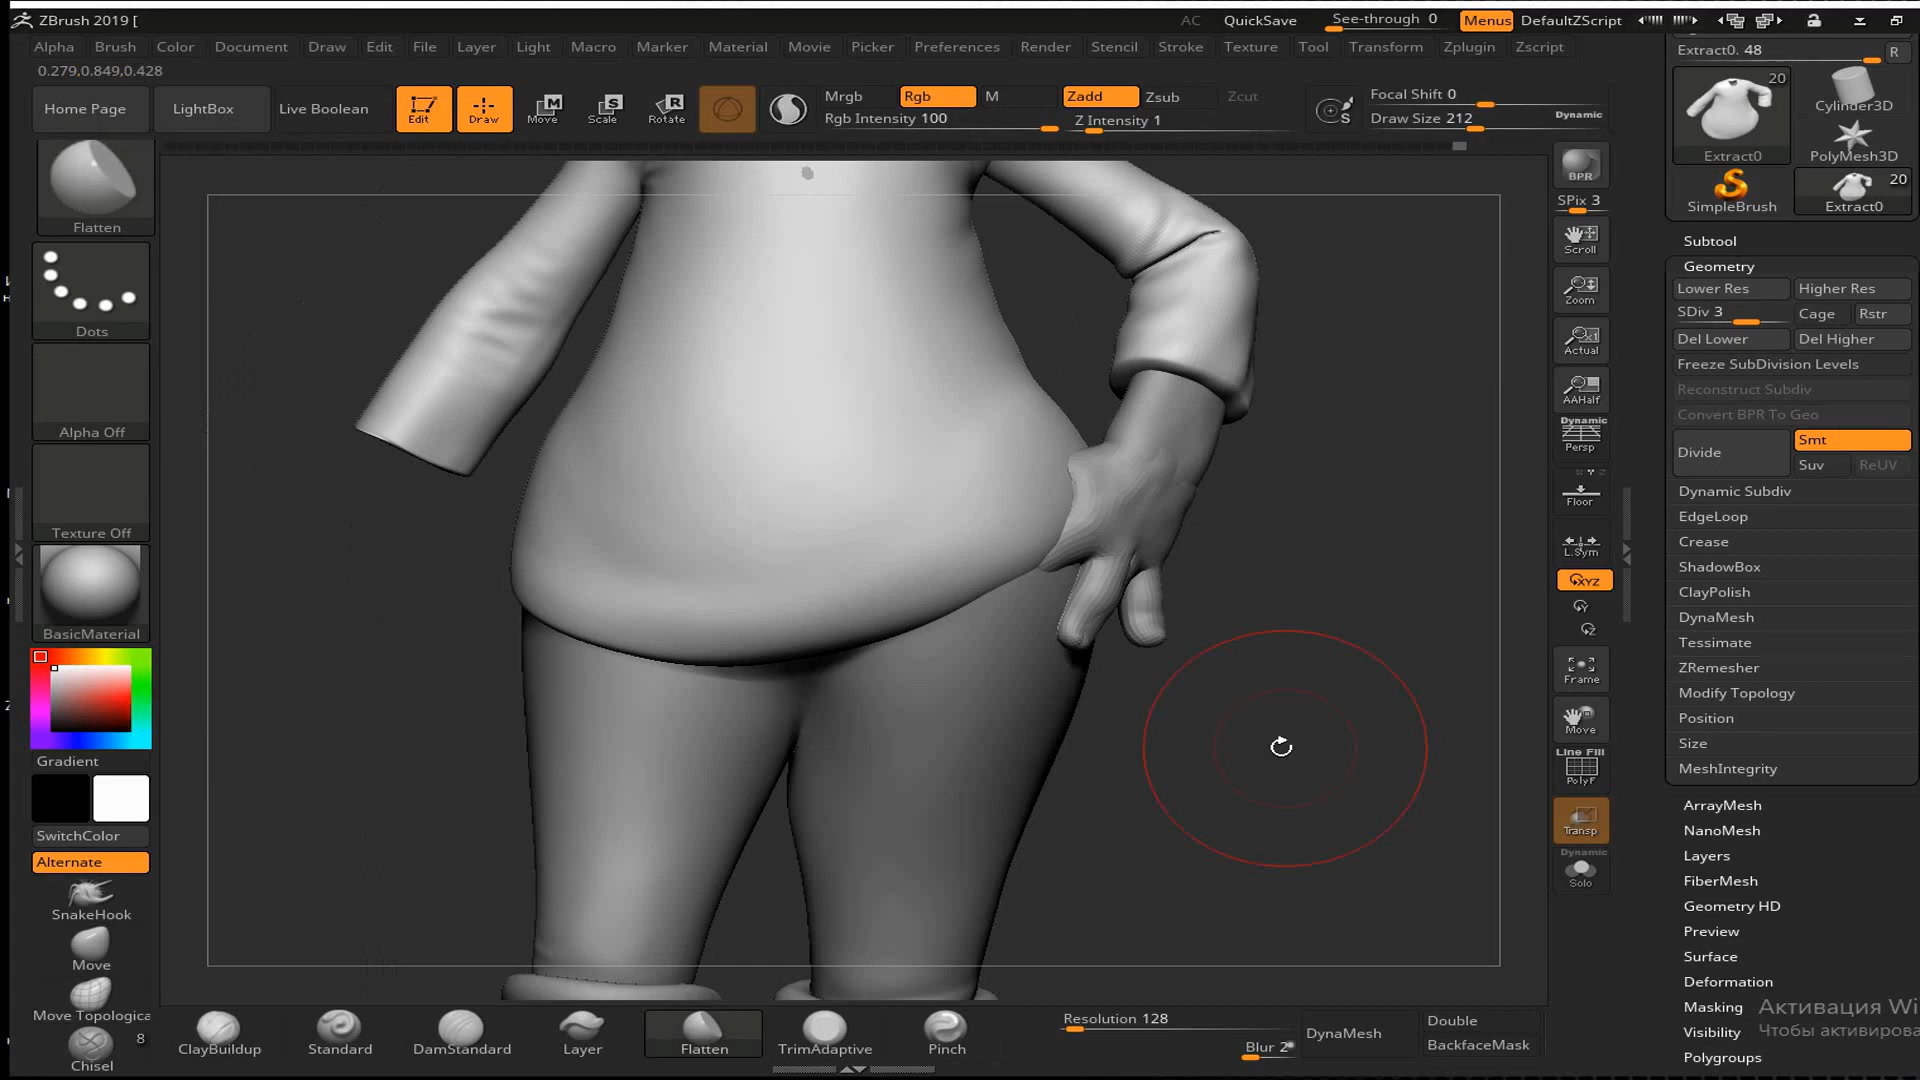 ZBrush 2019 [
AC QuickSave See-through 0 Menus DefaultZScript
Alpha Brush Color Document Draw Edit File Layer Light Macro Marker Material Movie Picker Preferences Render Stencil Stroke Texture Tool Transform Zplugin Zscript
0.279,0.849,0.428
Home Page LightBox Live Boolean Edit Draw Move Scale Rotate
Mrgb Rgb M Zadd Zsub Zcut
Rgb Intensity 100 Z Intensity 1
Focal Shift 0
Draw Size 212 Dynamic
Flatten
Dots
Alpha Off
Texture Off
BasicMaterial
Gradient
SwitchColor
Alternate
SnakeHook
Move
Move Topologica
8
Chisel
ClayBuildup Standard DamStandard Layer Flatten TrimAdaptive Pinch
Resolution 128
Blur 2
DynaMesh
Double
BackfaceMask
BPR
SPix 3
Scroll
Zoom
Actual
AAHalf
Dynamic
Persp
Floor
L.Sym
XYZ
Y
Z
Frame
Move
Line Fill
PolyF
Transp
Dynamic
Solo
Extract0. 48 R
20
Extract0
Cylinder3D
PolyMesh3D
SimpleBrush
20
Extract0
Subtool
Geometry
Lower Res Higher Res
SDiv 3 Cage Rstr
Del Lower Del Higher
Freeze SubDivision Levels
Reconstruct Subdiv
Convert BPR To Geo
Divide Smt
Suv ReUV
Dynamic Subdiv
EdgeLoop
Crease
ShadowBox
ClayPolish
DynaMesh
Tessimate
ZRemesher
Modify Topology
Position
Size
MeshIntegrity
ArrayMesh
NanoMesh
Layers
FiberMesh
Geometry HD
Preview
Surface
Deformation
Masking
Visibility
Polygroups
Активация Wi
Чтобы активирова